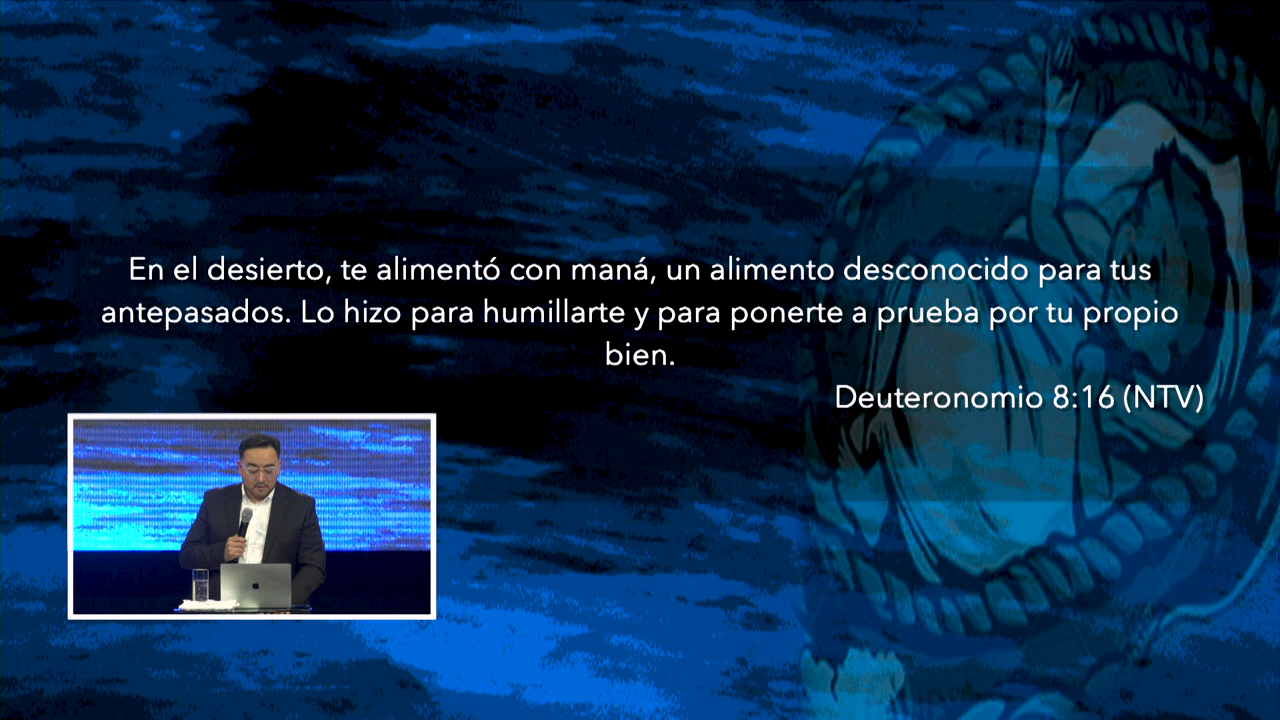 En el desierto, te alimentó con maná, un alimento desconocido para tus
antepasados. Lo hizo para humillarte y para ponerte a prueba por tu propio
bien.
Deuteronomio 8:16 (NTV)